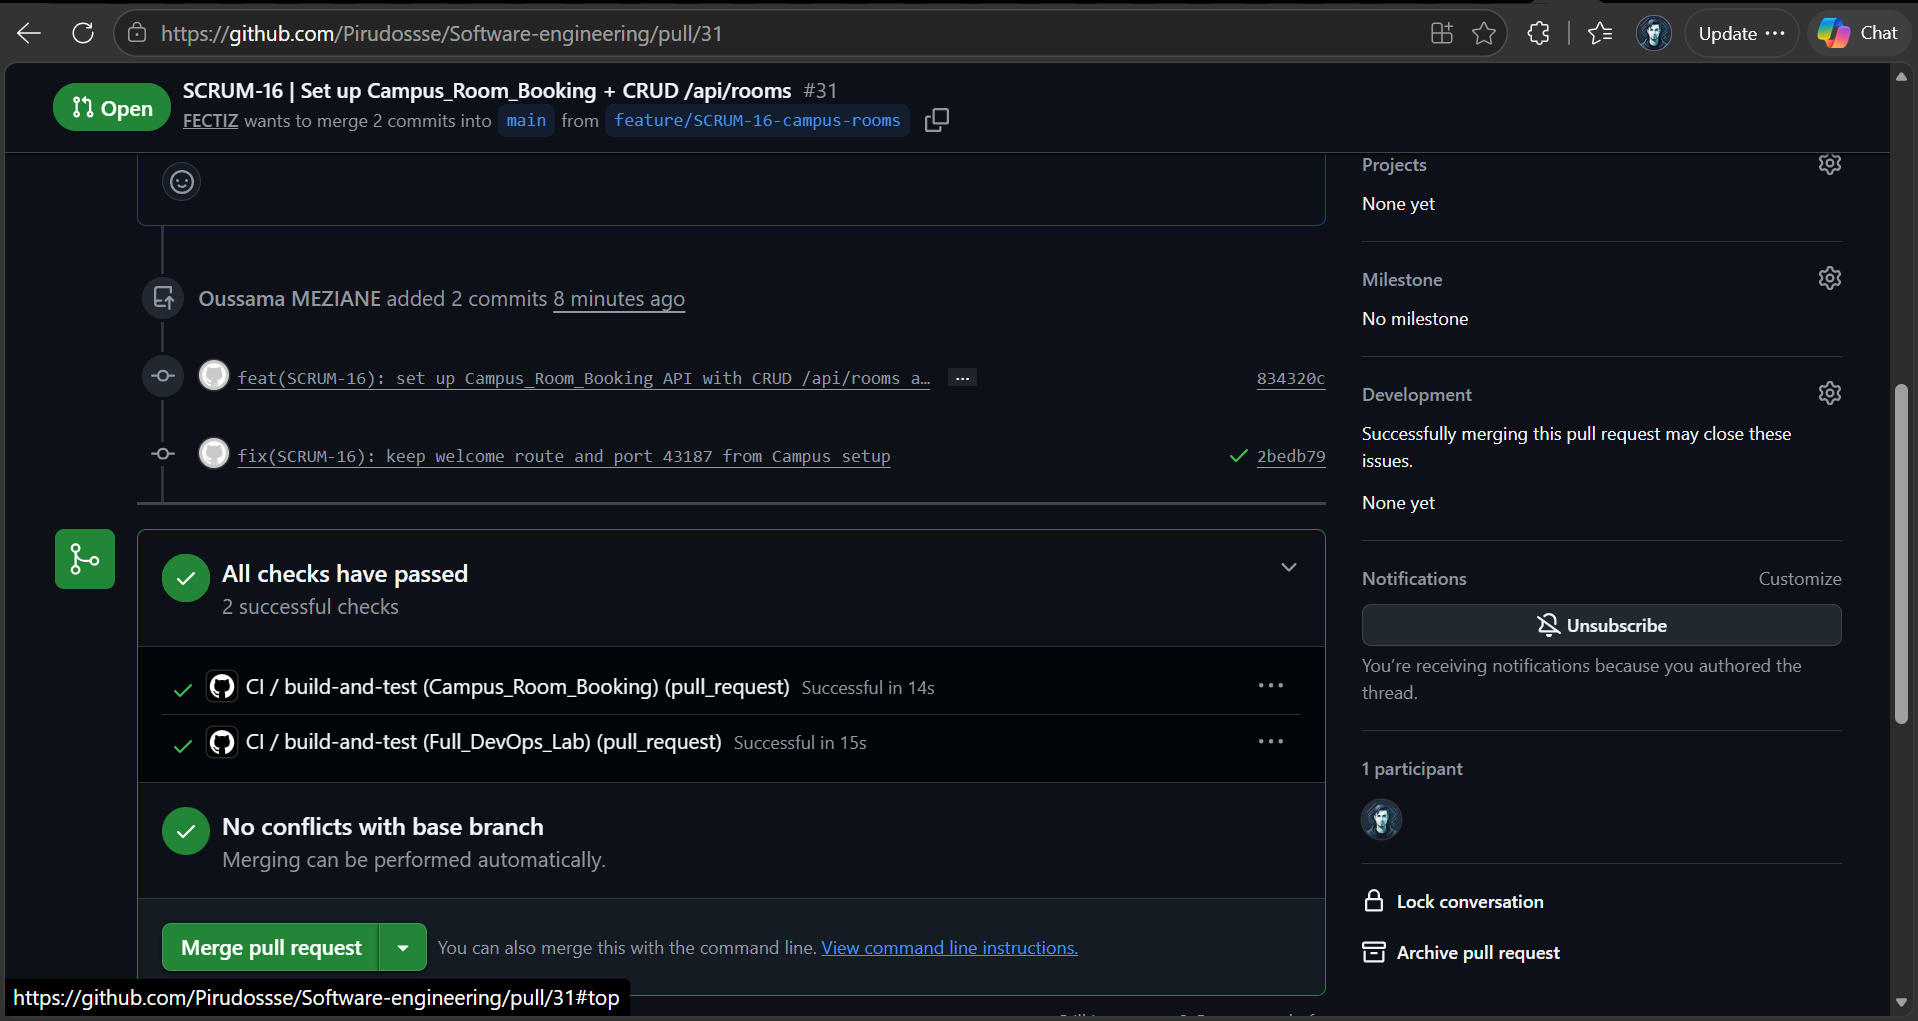 https://github.com/Pirudossse/Software-engineering/pull/31
Update
Chat
Open
SCRUM-16 | Set up Campus_Room_Booking + CRUD /api/rooms #31
FECTIZ wants to merge 2 commits into main from feature/SCRUM-16-campus-rooms
Oussama MEZIANE added 2 commits 8 minutes ago
feat(SCRUM-16): set up Campus_Room_Booking API with CRUD /api/rooms a… ... 834320c
fix(SCRUM-16): keep welcome route and port 43187 from Campus setup 2bedb79
All checks have passed
2 successful checks
CI / build-and-test (Campus_Room_Booking) (pull_request) Successful in 14s
CI / build-and-test (Full_DevOps_Lab) (pull_request) Successful in 15s
No conflicts with base branch
Merging can be performed automatically.
Merge pull request
You can also merge this with the command line. View command line instructions.
https://github.com/Pirudossse/Software-engineering/pull/31#top
Projects
None yet
Milestone
No milestone
Development
Successfully merging this pull request may close these
issues.
None yet
Notifications Customize
Unsubscribe
You're receiving notifications because you authored the
thread.
1 participant
Lock conversation
Archive pull request